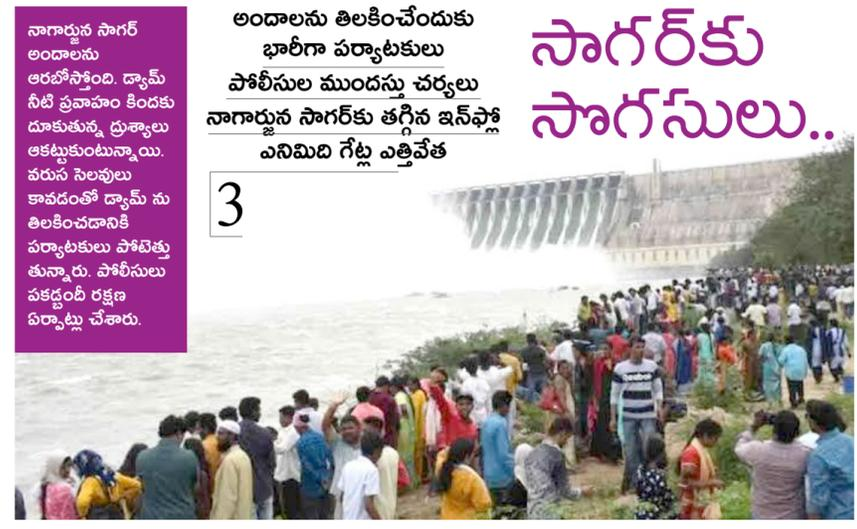 సాగర్‌కు
సొగసులు..
అందాలను తిలకించేందుకు
భారీగా పర్యాటకులు
పోలీసుల ముందస్తు చర్యలు
నాగార్జున సాగర్‌కు తగ్గిన ఇన్‌ఫ్లో
ఎనిమిది గేట్ల ఎత్తివేత
3
నాగార్జున సాగర్
అందాలను
ఆరబోస్తోంది. డ్యామ్
నీటి ప్రవాహం కిందకు
దూకుతున్న ద్రుశ్యాలు
ఆకట్టుకుంటున్నాయి.
వరుస సెలవులు
కావడంతో డ్యామ్ ను
తిలకించడానికి
పర్యాటకులు పోటెత్తు
తున్నారు. పోలీసులు
పకడ్బందీ రక్షణ
ఏర్పాట్లు చేశారు.
Reebok